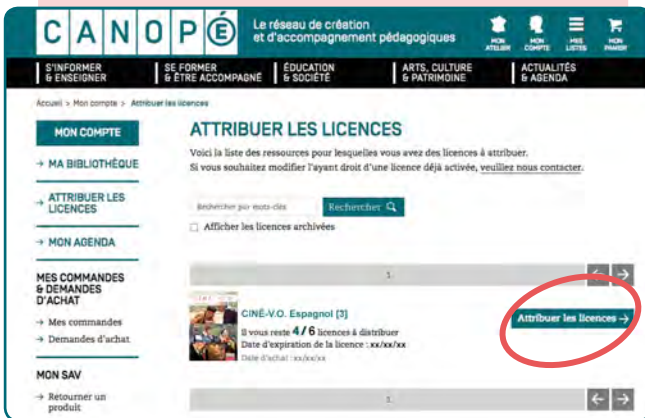 CANOPÉ
Le réseau de création
et d'accompagnement pédagogiques
MON
ATELIER
MON
COMPTE
MES
LISTES
MON
PANIER
S'INFORMER
& ENSEIGNER
SE FORMER
& ÊTRE ACCOMPAGNÉ
ÉDUCATION
& SOCIÉTÉ
ARTS, CULTURE
& PATRIMOINE
ACTUALITÉS
& AGENDA
Accueil > Mon compte > Attribuer les licences
MON COMPTE
→ MA BIBLIOTHÈQUE
→ ATTRIBUER LES
LICENCES
→ MON AGENDA
MES COMMANDES
& DEMANDES
D'ACHAT
→ Mes commandes
→ Demandes d'achat
MON SAV
→ Retourner un
produit
ATTRIBUER LES LICENCES
Voici la liste des ressources pour lesquelles vous avez des licences à attribuer.
Si vous souhaitez modifier l'ayant droit d'une licence déjà activée, veuillez nous contacter.
Rechercher par mots-clés
Rechercher
Afficher les licences archivées
1
← →
CINÉ-V.O. Espagnol [3]
Il vous reste 4 / 6 licences à distribuer
Date d'expiration de la licence : xx/xx/xx
Date d'achat : xx/xx/xx
Attribuer les licences →
1
← →